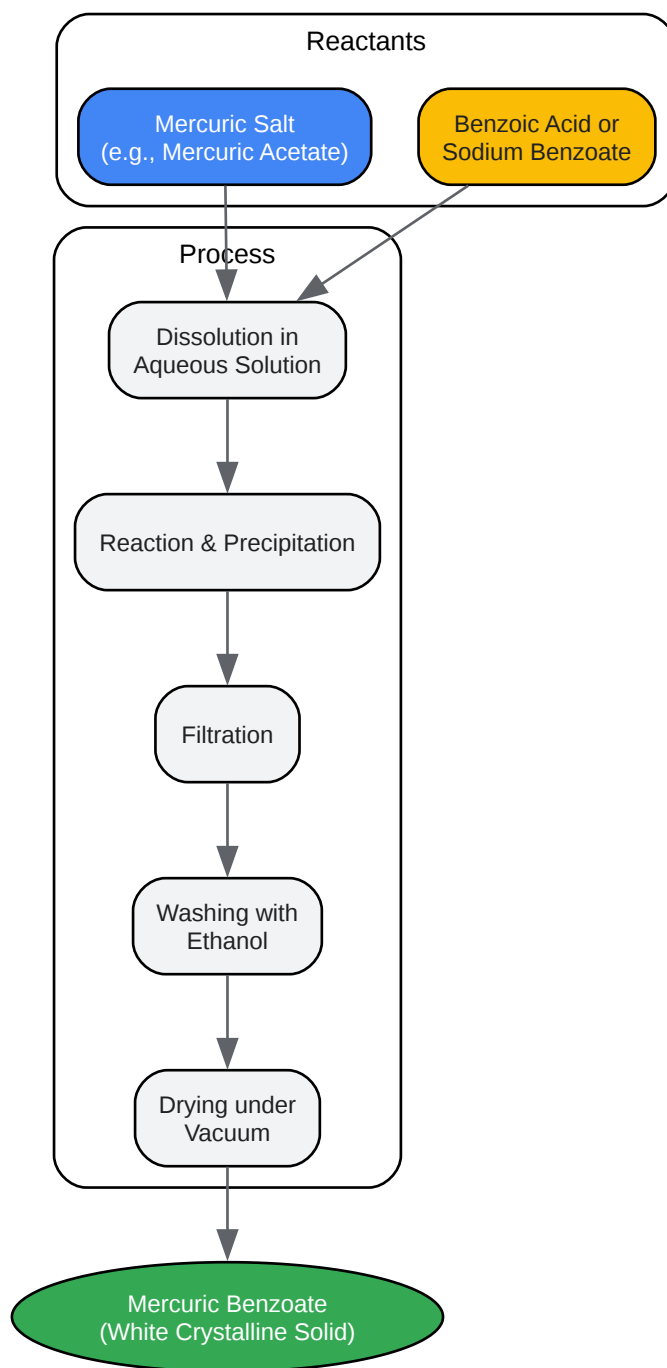 Reactants
Mercuric Salt
(e.g., Mercuric Acetate)
Benzoic Acid or
Sodium Benzoate
Process
Dissolution in
Aqueous Solution
Reaction & Precipitation
Filtration
Washing with
Ethanol
Drying under
Vacuum
Mercuric Benzoate
(White Crystalline Solid)